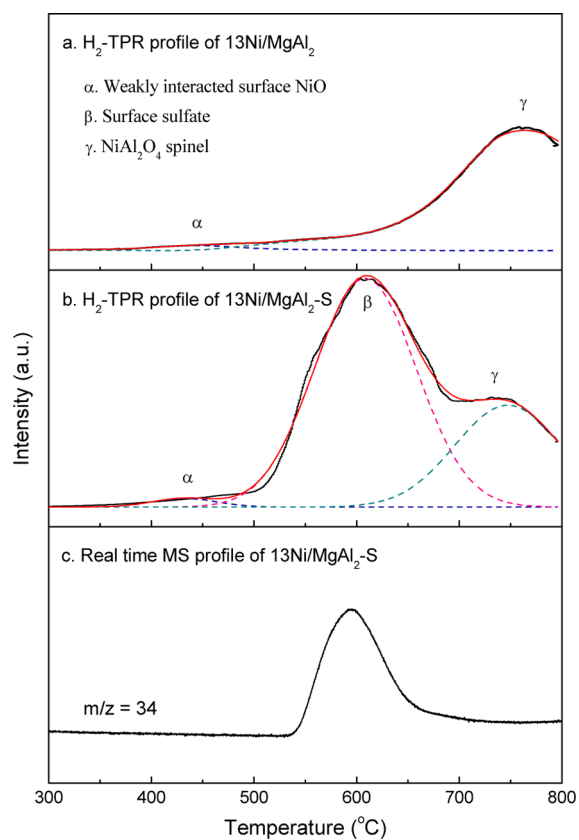 a. H₂-TPR profile of 13Ni/MgAl₂
α. Weakly interacted surface NiO
β. Surface sulfate
γ. NiAl₂O₄ spinel
γ
α
b. H₂-TPR profile of 13Ni/MgAl₂-S
β
γ
α
Intensity (a.u.)
c. Real time MS profile of 13Ni/MgAl₂-S
m/z = 34
300 400 500 600 700 800
Temperature (°C)